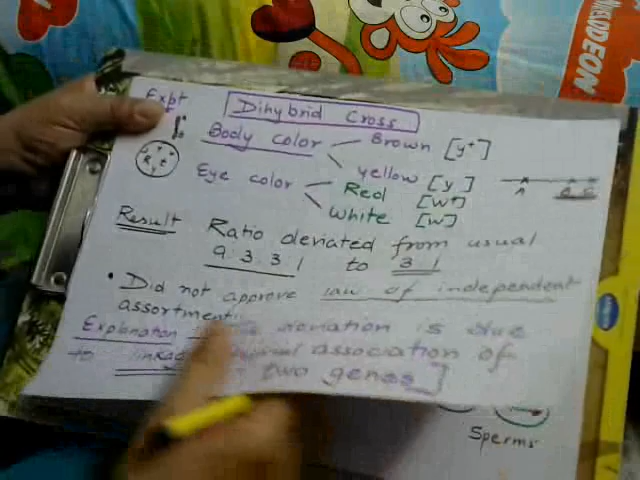 Expt
Dihybrid Cross
Body color
Brown [y+]
yellow [y]
Eye color
Red [w+]
White [w]
A B C
Result Ratio deviated from usual
9:3:3:1 to 3:1
• Did not approve law of independent
assortment
Explanation deviation is due
to association of
two genes]
Sperms
MASUDEON